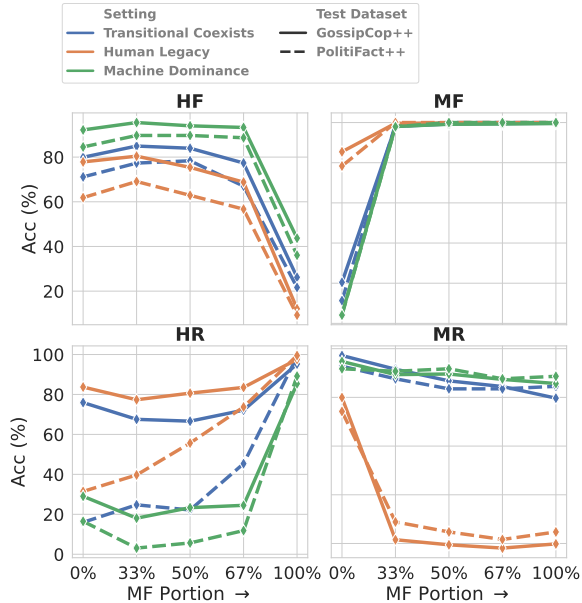 Setting
Transitional Coexists
Human Legacy
Machine Dominance
Test Dataset
GossipCop++
PolitiFact++
HF
MF
Acc (%)
80
60
40
20
HR
MR
Acc (%)
100
80
60
40
20
0
0% 33% 50% 67% 100%
0% 33% 50% 67% 100%
MF Portion →
MF Portion →